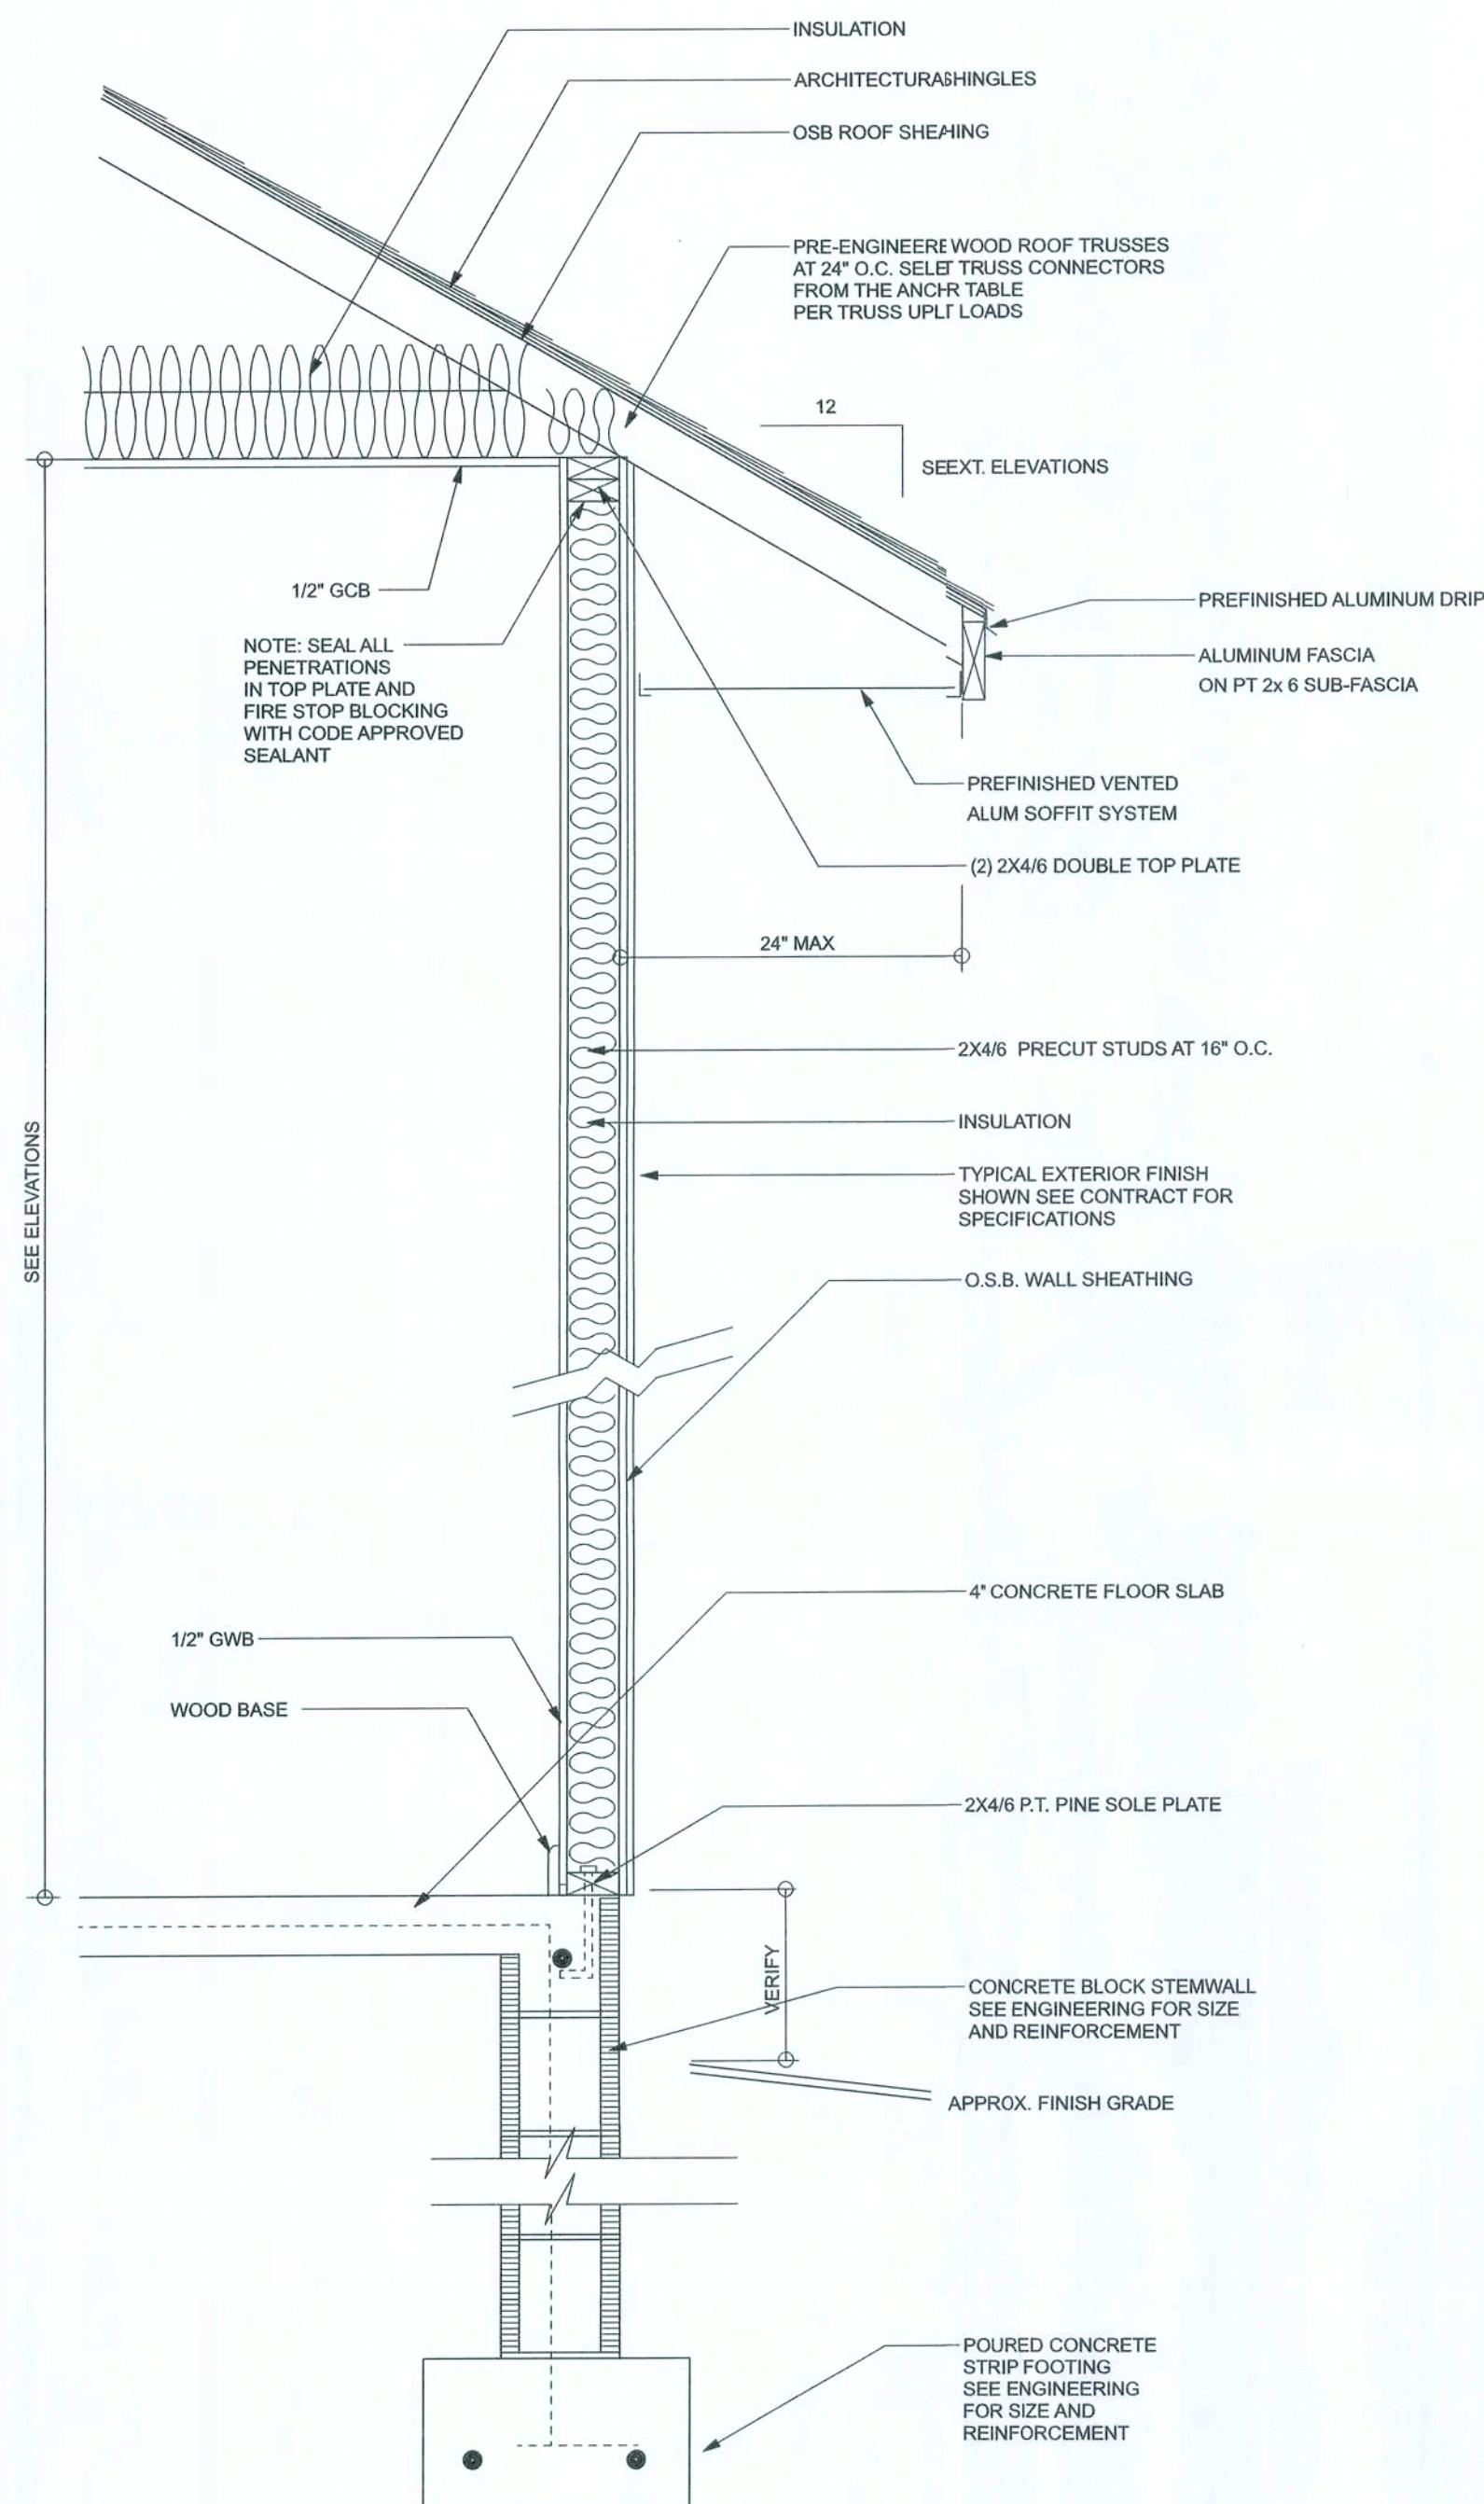 INSULATION
ARCHITECTURASHINGLES
OSB ROOF SHEAHING
PRE-ENGINEERE WOOD ROOF TRUSSES
AT 24" O.C. SELET TRUSS CONNECTORS
FROM THE ANCHR TABLE
PER TRUSS UPLT LOADS
12
SEEXT. ELEVATIONS
1/2" GCB
NOTE: SEAL ALL
PENETRATIONS
IN TOP PLATE AND
FIRE STOP BLOCKING
WITH CODE APPROVED
SEALANT
PREFINISHED ALUMINUM DRIP
ALUMINUM FASCIA
ON PT 2x 6 SUB-FASCIA
PREFINISHED VENTED
ALUM SOFFIT SYSTEM
(2) 2X4/6 DOUBLE TOP PLATE
24" MAX
2X4/6 PRECUT STUDS AT 16" O.C.
INSULATION
TYPICAL EXTERIOR FINISH
SHOWN SEE CONTRACT FOR
SPECIFICATIONS
SEE ELEVATIONS
O.S.B. WALL SHEATHING
4" CONCRETE FLOOR SLAB
1/2" GWB
WOOD BASE
2X4/6 P.T. PINE SOLE PLATE
VERIFY
CONCRETE BLOCK STEMWALL
SEE ENGINEERING FOR SIZE
AND REINFORCEMENT
APPROX. FINISH GRADE
POURED CONCRETE
STRIP FOOTING
SEE ENGINEERING
FOR SIZE AND
REINFORCEMENT